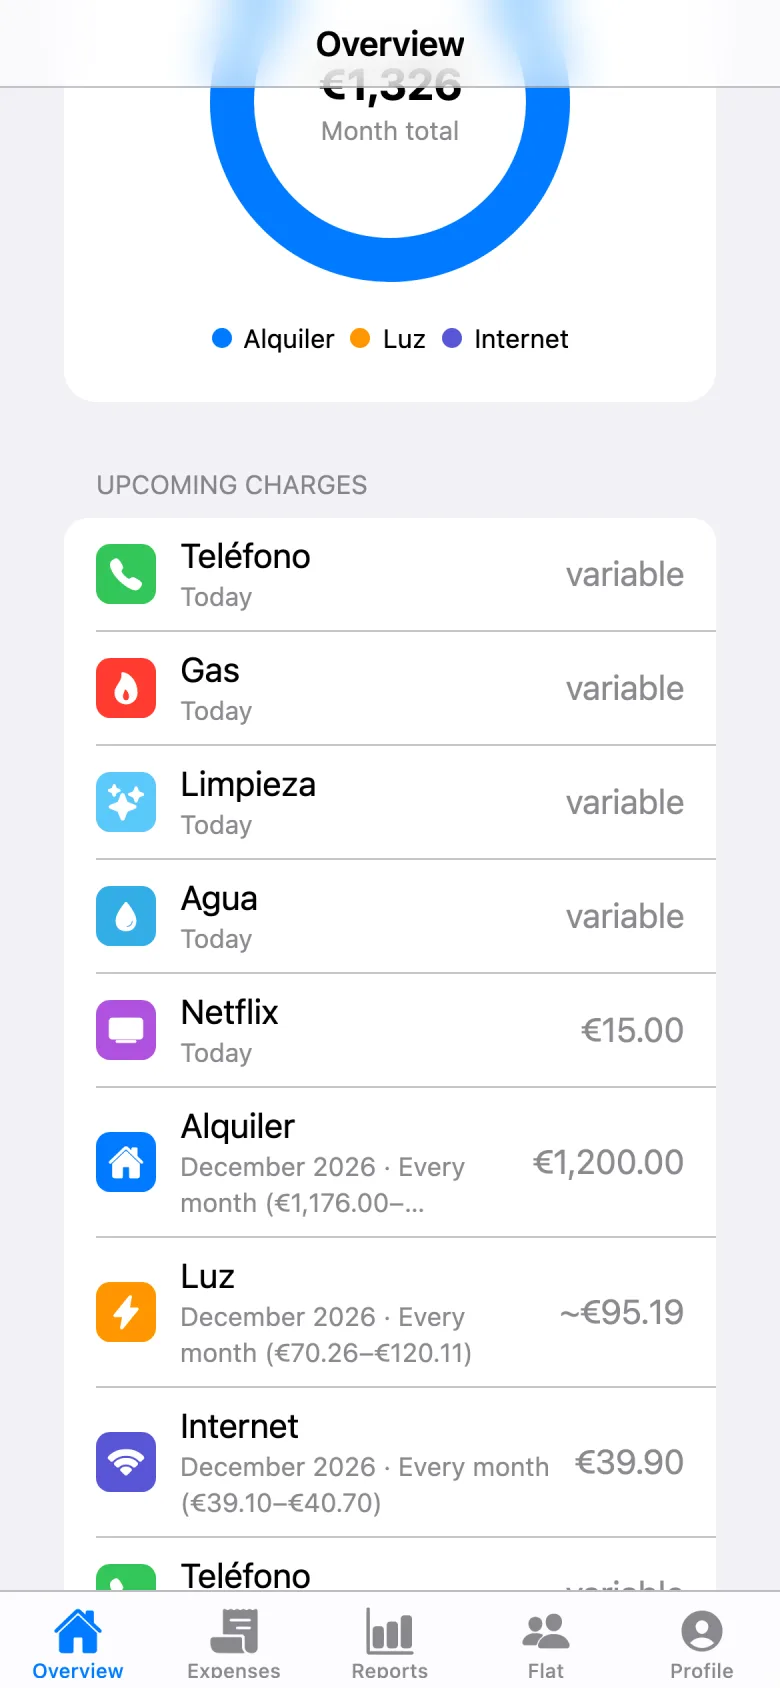 Overview
€1,326
Month total
Alquiler
Luz
Internet
UPCOMING CHARGES
Teléfono
Today
variable
Gas
Today
variable
Limpieza
Today
variable
Agua
Today
variable
Netflix
Today
€15.00
Alquiler
December 2026 · Every
month (€1,176.00–...
€1,200.00
Luz
December 2026 · Every
month (€70.26–€120.11)
~€95.19
Internet
December 2026 · Every month
(€39.10–€40.70)
€39.90
Teléfono
variable
Overview
Expenses
Reports
Flat
Profile